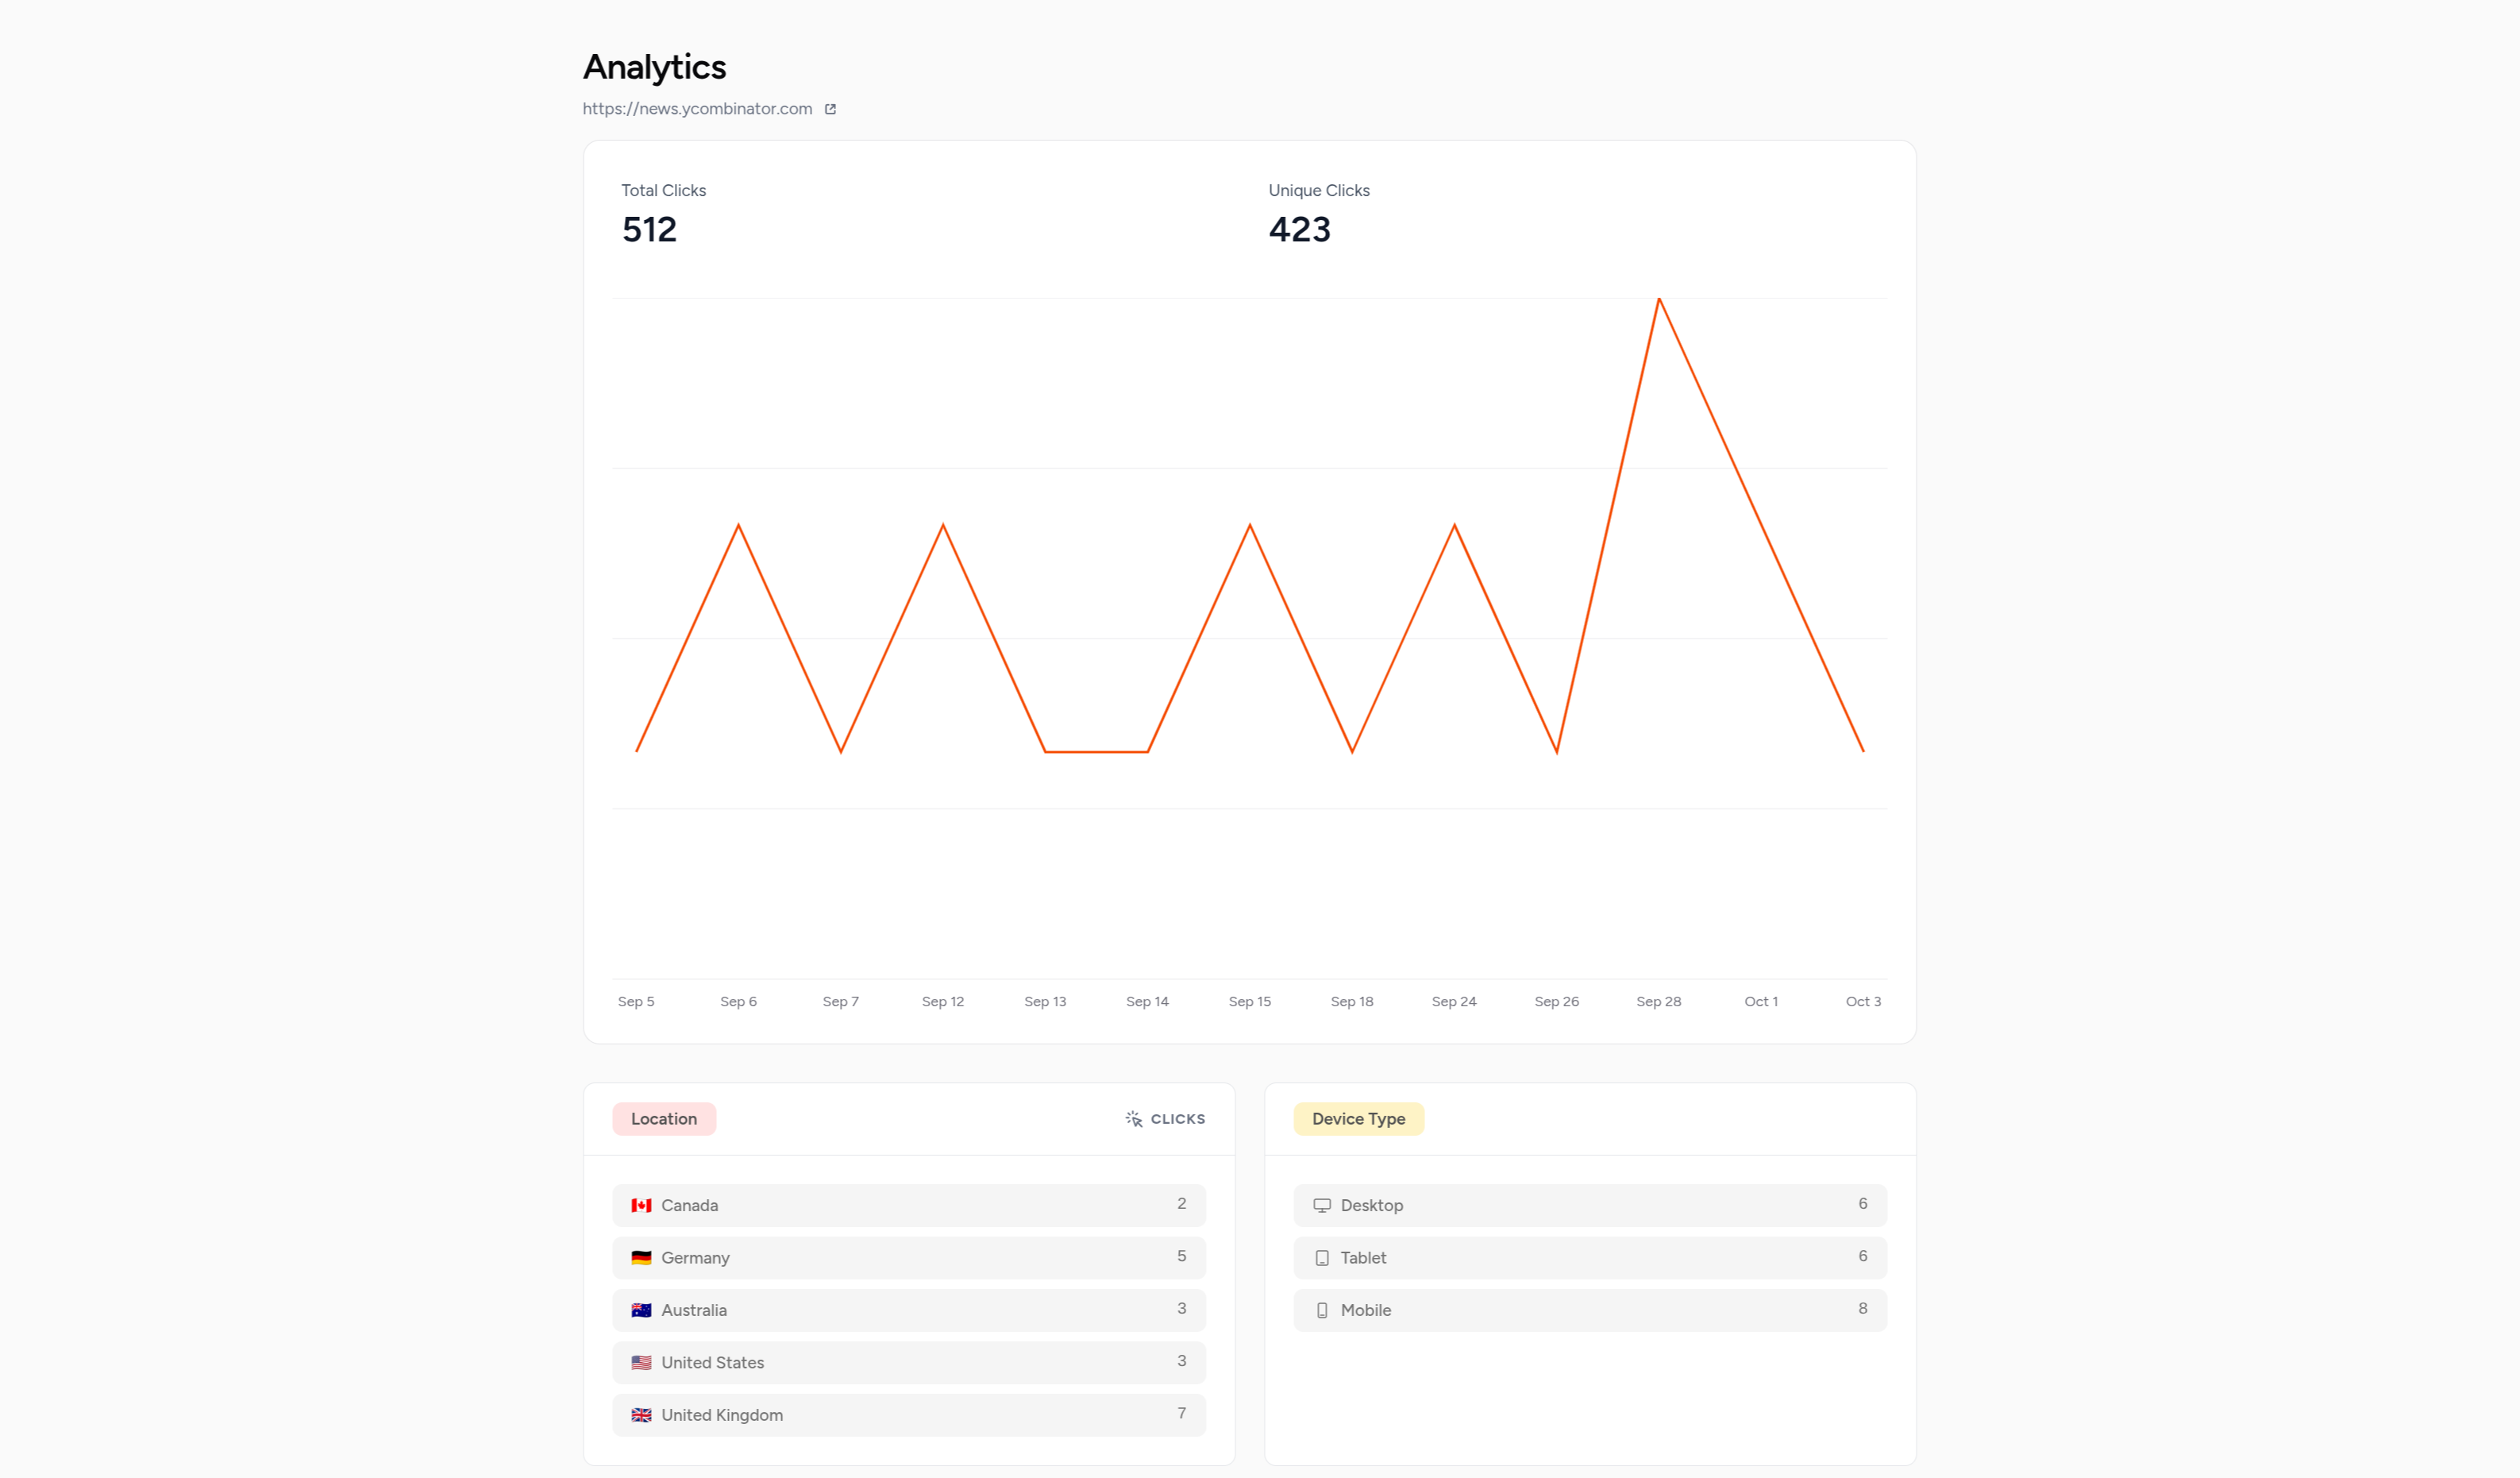 Analytics
https://news.ycombinator.com
Total Clicks
512
Unique Clicks
423
Sep 5 Sep 6 Sep 7 Sep 12 Sep 13 Sep 14 Sep 15 Sep 18 Sep 24 Sep 26 Sep 28 Oct 1 Oct 3
Location CLICKS
Canada 2
Germany 5
Australia 3
United States 3
United Kingdom 7
Device Type
Desktop 6
Tablet 6
Mobile 8